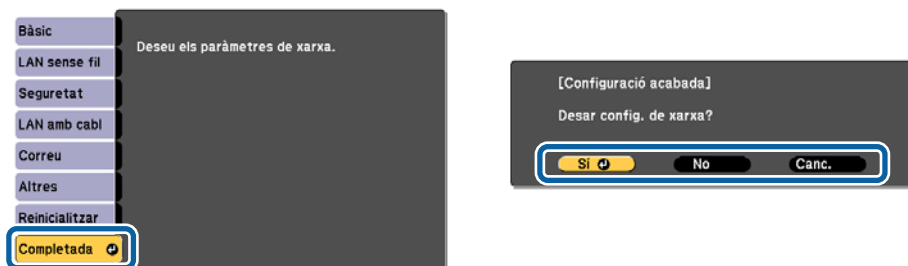 Bàsic
LAN sense fil
Seguretat
LAN amb cabl
Correu
Altres
Reinicialitzar
Completada
Deseu els paràmetres de xarxa.
[Configuració acabada]
Desar config. de xarxa?
Sí No Canc.